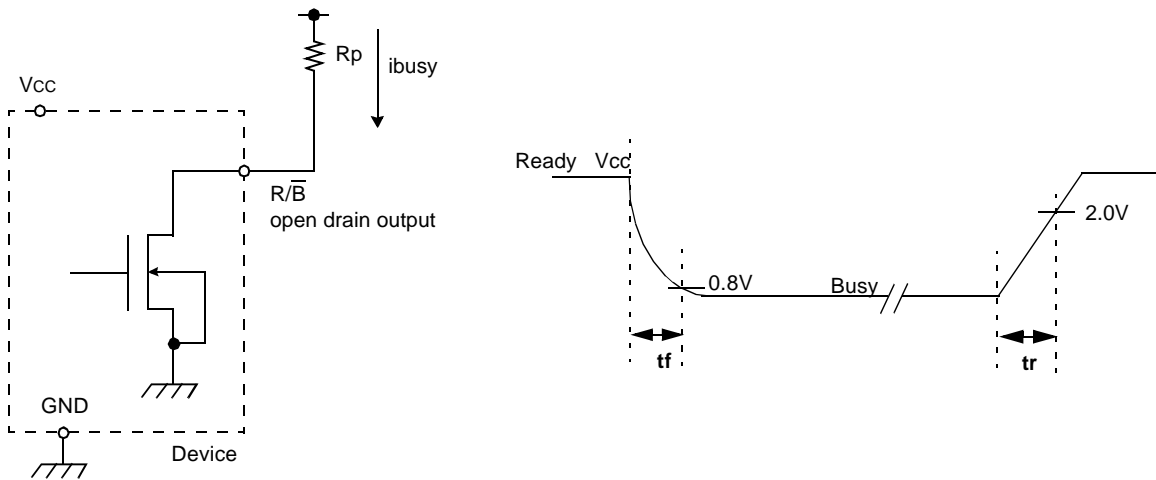 Rp
ibusy
VCC
R/B̅
open drain output
GND
Device
Ready Vcc
0.8V
Busy
2.0V
tf
tr